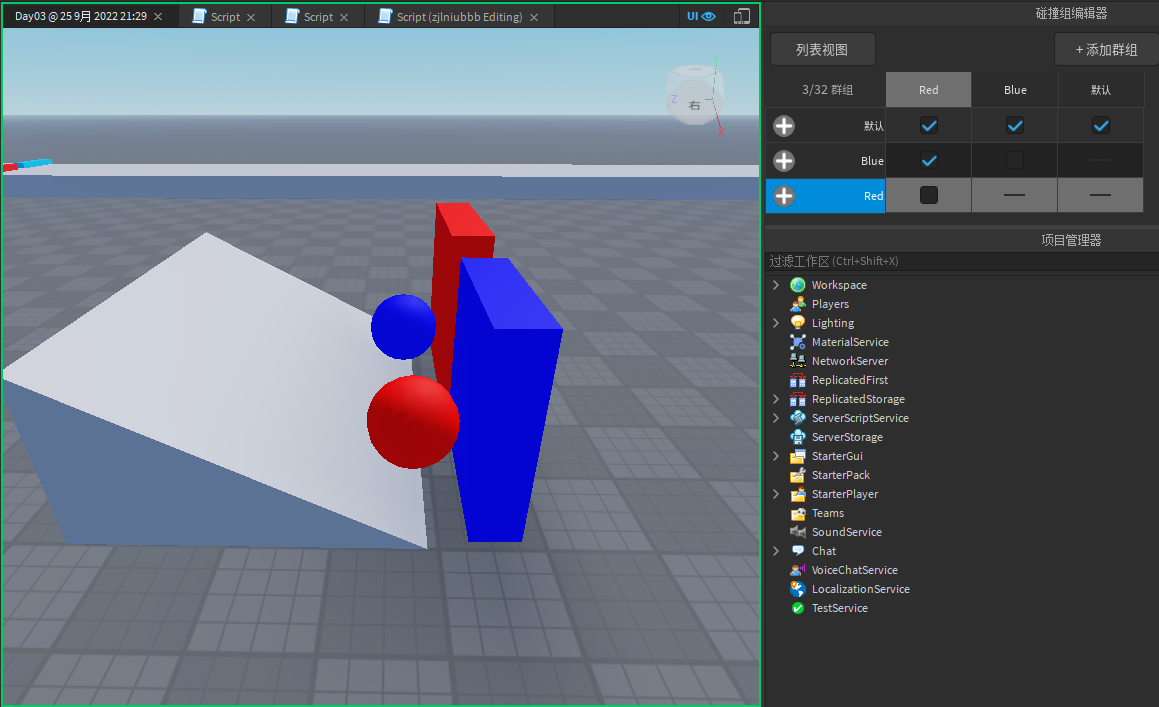 Day03 @ 25 9月 2022 21:29
Script
Script
Script (zjlniubbb Editing)
UI
Y
Z
右
X
碰撞组编辑器
列表视图
+ 添加群组
3/32 群组
Red
Blue
默认
默认
Blue
Red
项目管理器
过滤工作区 (Ctrl+Shift+X)
Workspace
Players
Lighting
MaterialService
NetworkServer
ReplicatedFirst
ReplicatedStorage
ServerScriptService
ServerStorage
StarterGui
StarterPack
StarterPlayer
Teams
SoundService
Chat
VoiceChatService
LocalizationService
TestService